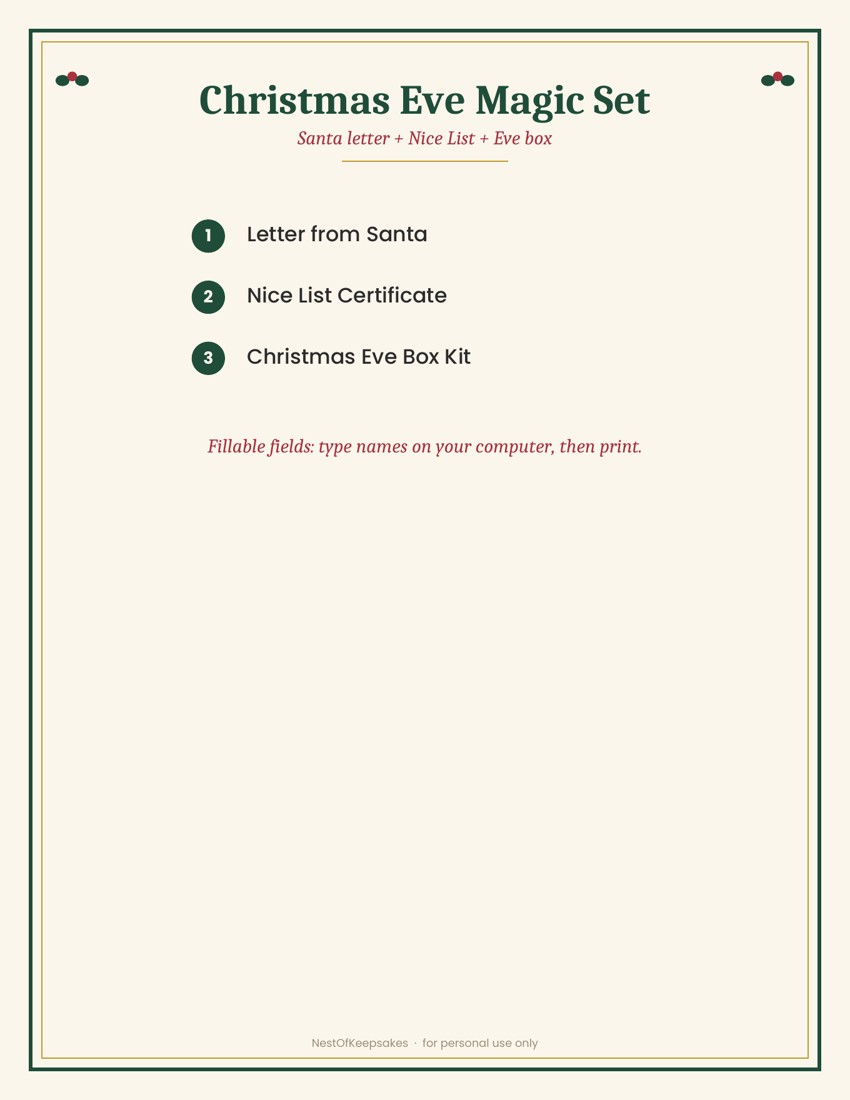 Christmas Eve Magic Set
Santa letter + Nice List + Eve box
1 Letter from Santa
2 Nice List Certificate
3 Christmas Eve Box Kit
Fillable fields: type names on your computer, then print.
NestOfKeepsakes · for personal use only